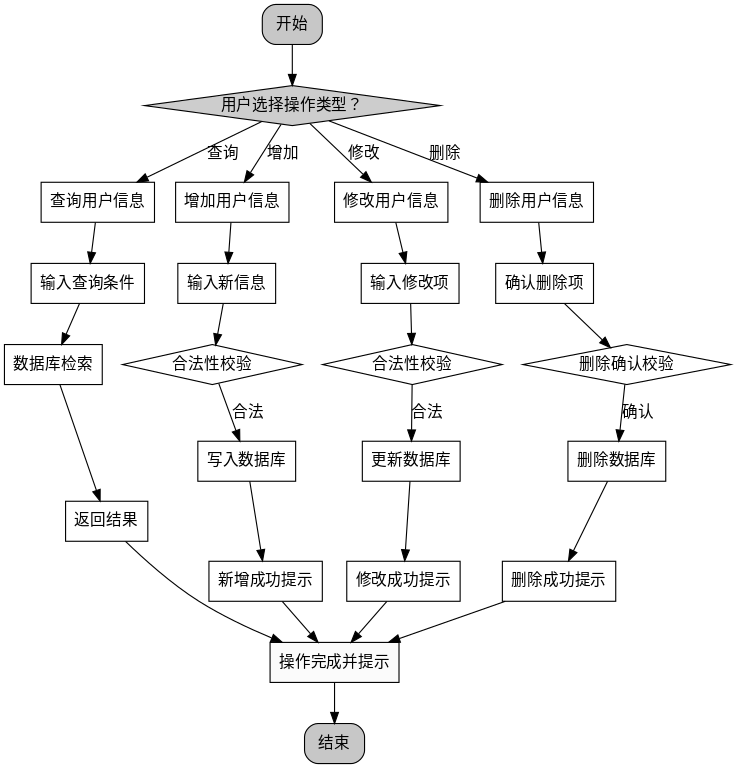 开始
用户选择操作类型？
查询
增加
修改
删除
查询用户信息
增加用户信息
修改用户信息
删除用户信息
输入查询条件
输入新信息
输入修改项
确认删除项
数据库检索
合法性校验
合法性校验
删除确认校验
合法
合法
确认
写入数据库
更新数据库
删除数据库
返回结果
新增成功提示
修改成功提示
删除成功提示
操作完成并提示
结束